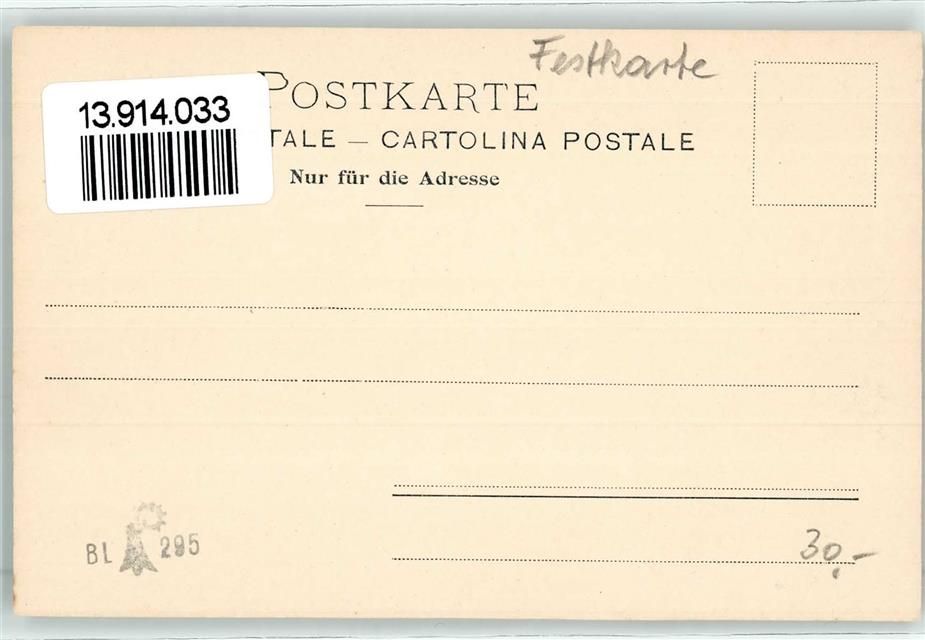 Festkarte
13.914.033
POSTKARTE
TALE — CARTOLINA POSTALE
Nur für die Adresse
BL 295
30,-